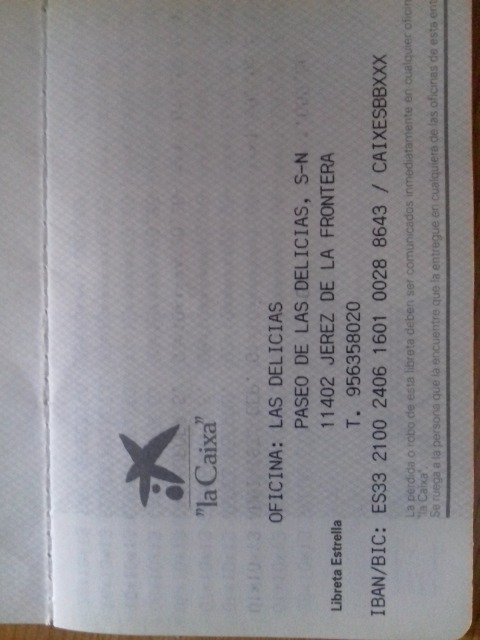 "la Caixa"
OFICINA: LAS DELICIAS
PASEO DE LAS DELICIAS, S-N
11402 JEREZ DE LA FRONTERA
Libreta Estrella
T. 956358020
IBAN/BIC: ES33 2100 2406 1601 0028 8643 / CAIXESBBXXX
La pérdida o robo de esta libreta deben ser comunicados inmediatamente en cualquier oficin
"la Caixa".
Se ruega a la persona que la encuentre que la entregue en cualquiera de las oficinas de esta ent